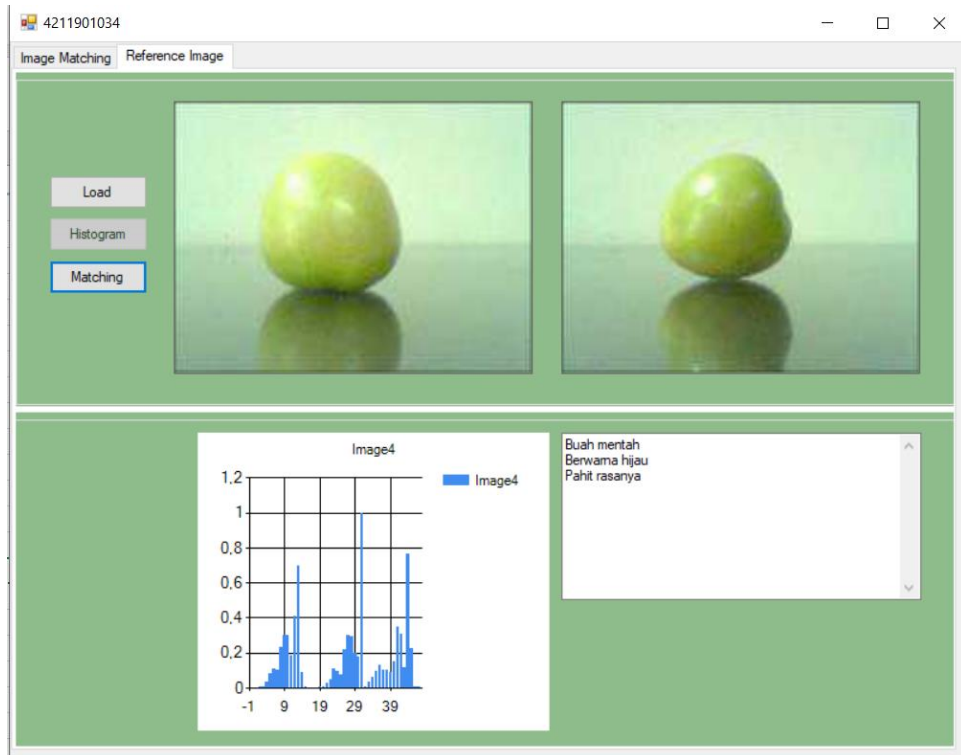 4211901034
Image Matching
Reference Image
Load
Histogram
Matching
Image4
Image4
1,2
1
0,8
0,6
0,4
0,2
0
-1 9 19 29 39
Buah mentah
Berwarna hijau
Pahit rasanya